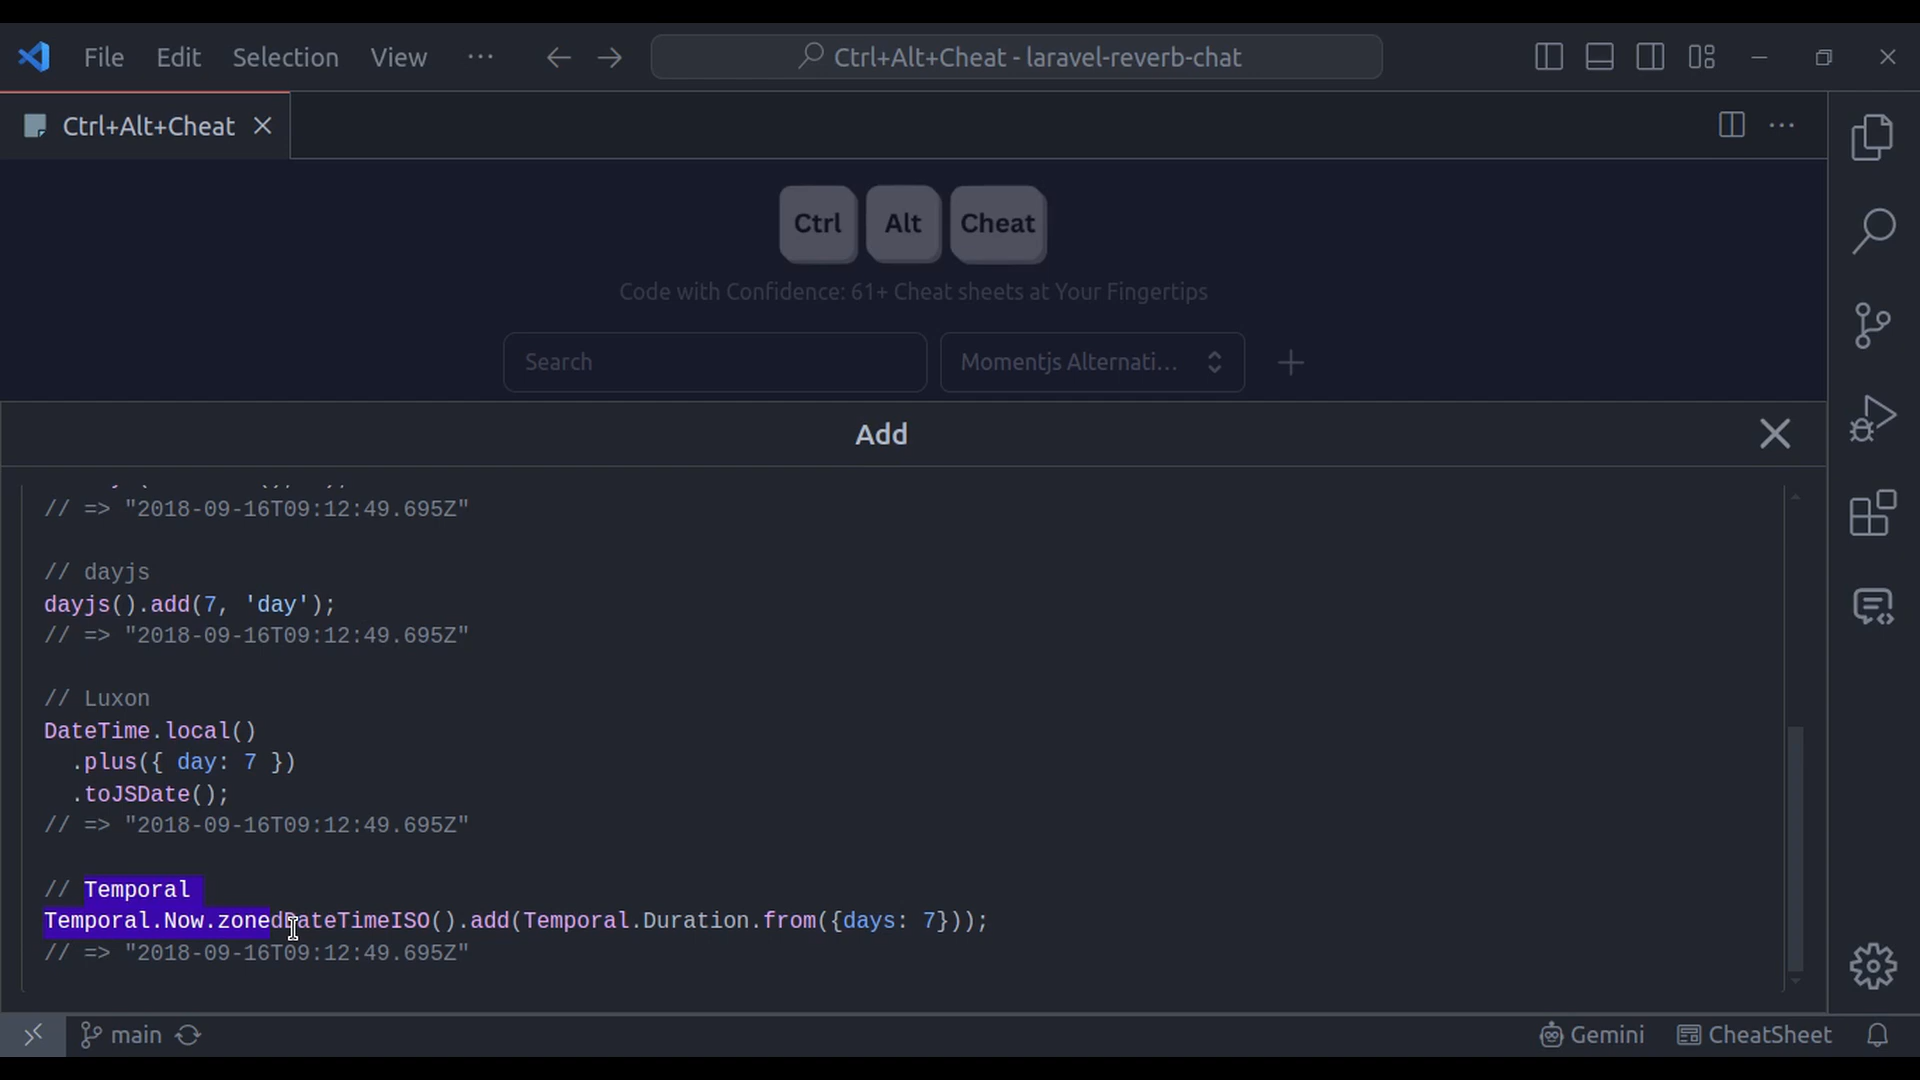 File Edit Selection View ··· Ctrl+Alt+Cheat - laravel-reverb-chat
Ctrl+Alt+Cheat
Ctrl Alt Cheat
Code with Confidence: 61+ Cheat sheets at Your Fingertips
Search Momentjs Alternati...
Add
// => "2018-09-16T09:12:49.695Z"
// dayjs
dayjs().add(7, 'day');
// => "2018-09-16T09:12:49.695Z"
// Luxon
DateTime.local()
.plus({ day: 7 })
.toJSDate();
// => "2018-09-16T09:12:49.695Z"
// Temporal
Temporal.Now.zonedDateTimeISO().add(Temporal.Duration.from({days: 7}));
// => "2018-09-16T09:12:49.695Z"
main Gemini CheatSheet